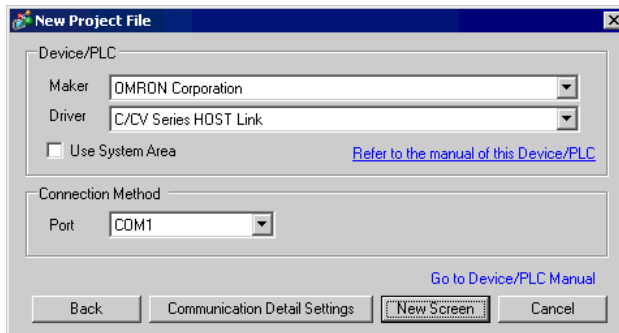 New Project File
Device/PLC
Maker OMRON Corporation
Driver C/CV Series HOST Link
Use System Area Refer to the manual of this Device/PLC
Connection Method
Port COM1
Go to Device/PLC Manual
Back Communication Detail Settings New Screen Cancel